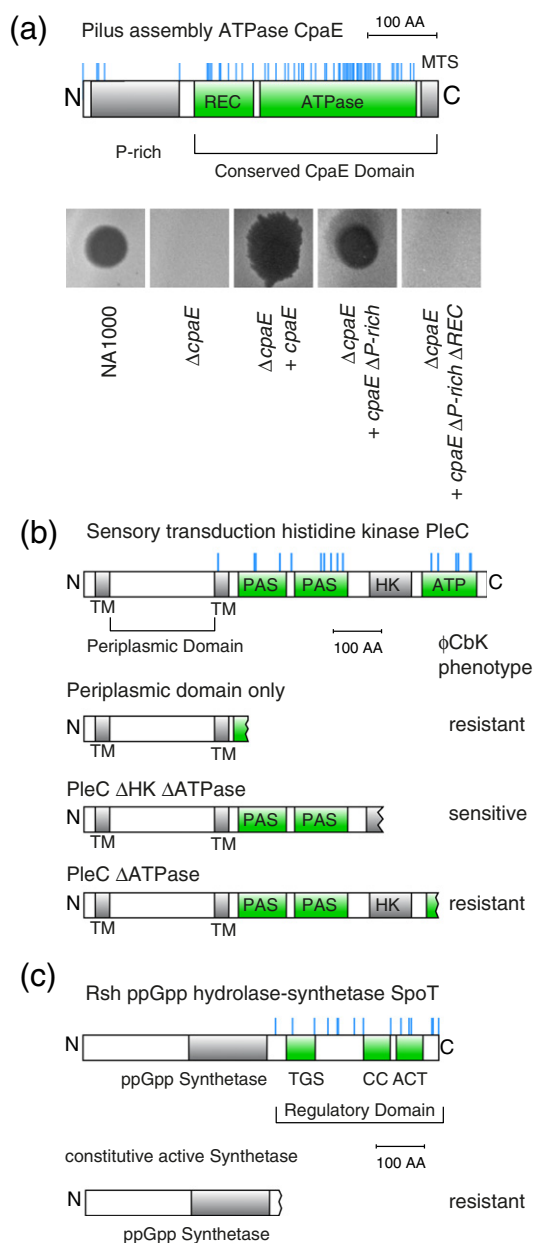 (a)
Pilus assembly ATPase CpaE
100 AA
MTS
N REC ATPase C
P-rich
Conserved CpaE Domain
NA1000
ΔcpaE
ΔcpaE
+ cpaE
ΔcpaE
+ cpaE ΔP-rich
ΔcpaE
+ cpaE ΔP-rich ΔREC
(b)
Sensory transduction histidine kinase PleC
N PAS PAS HK ATP C
TM TM
Periplasmic Domain
100 AA
ϕCbK
phenotype
Periplasmic domain only
N resistant
TM TM
PleC ΔHK ΔATPase
N PAS PAS sensitive
TM TM
PleC ΔATPase
N PAS PAS HK resistant
TM TM
(c)
Rsh ppGpp hydrolase-synthetase SpoT
N C
ppGpp Synthetase TGS CC ACT
Regulatory Domain
100 AA
constitutive active Synthetase
N resistant
ppGpp Synthetase